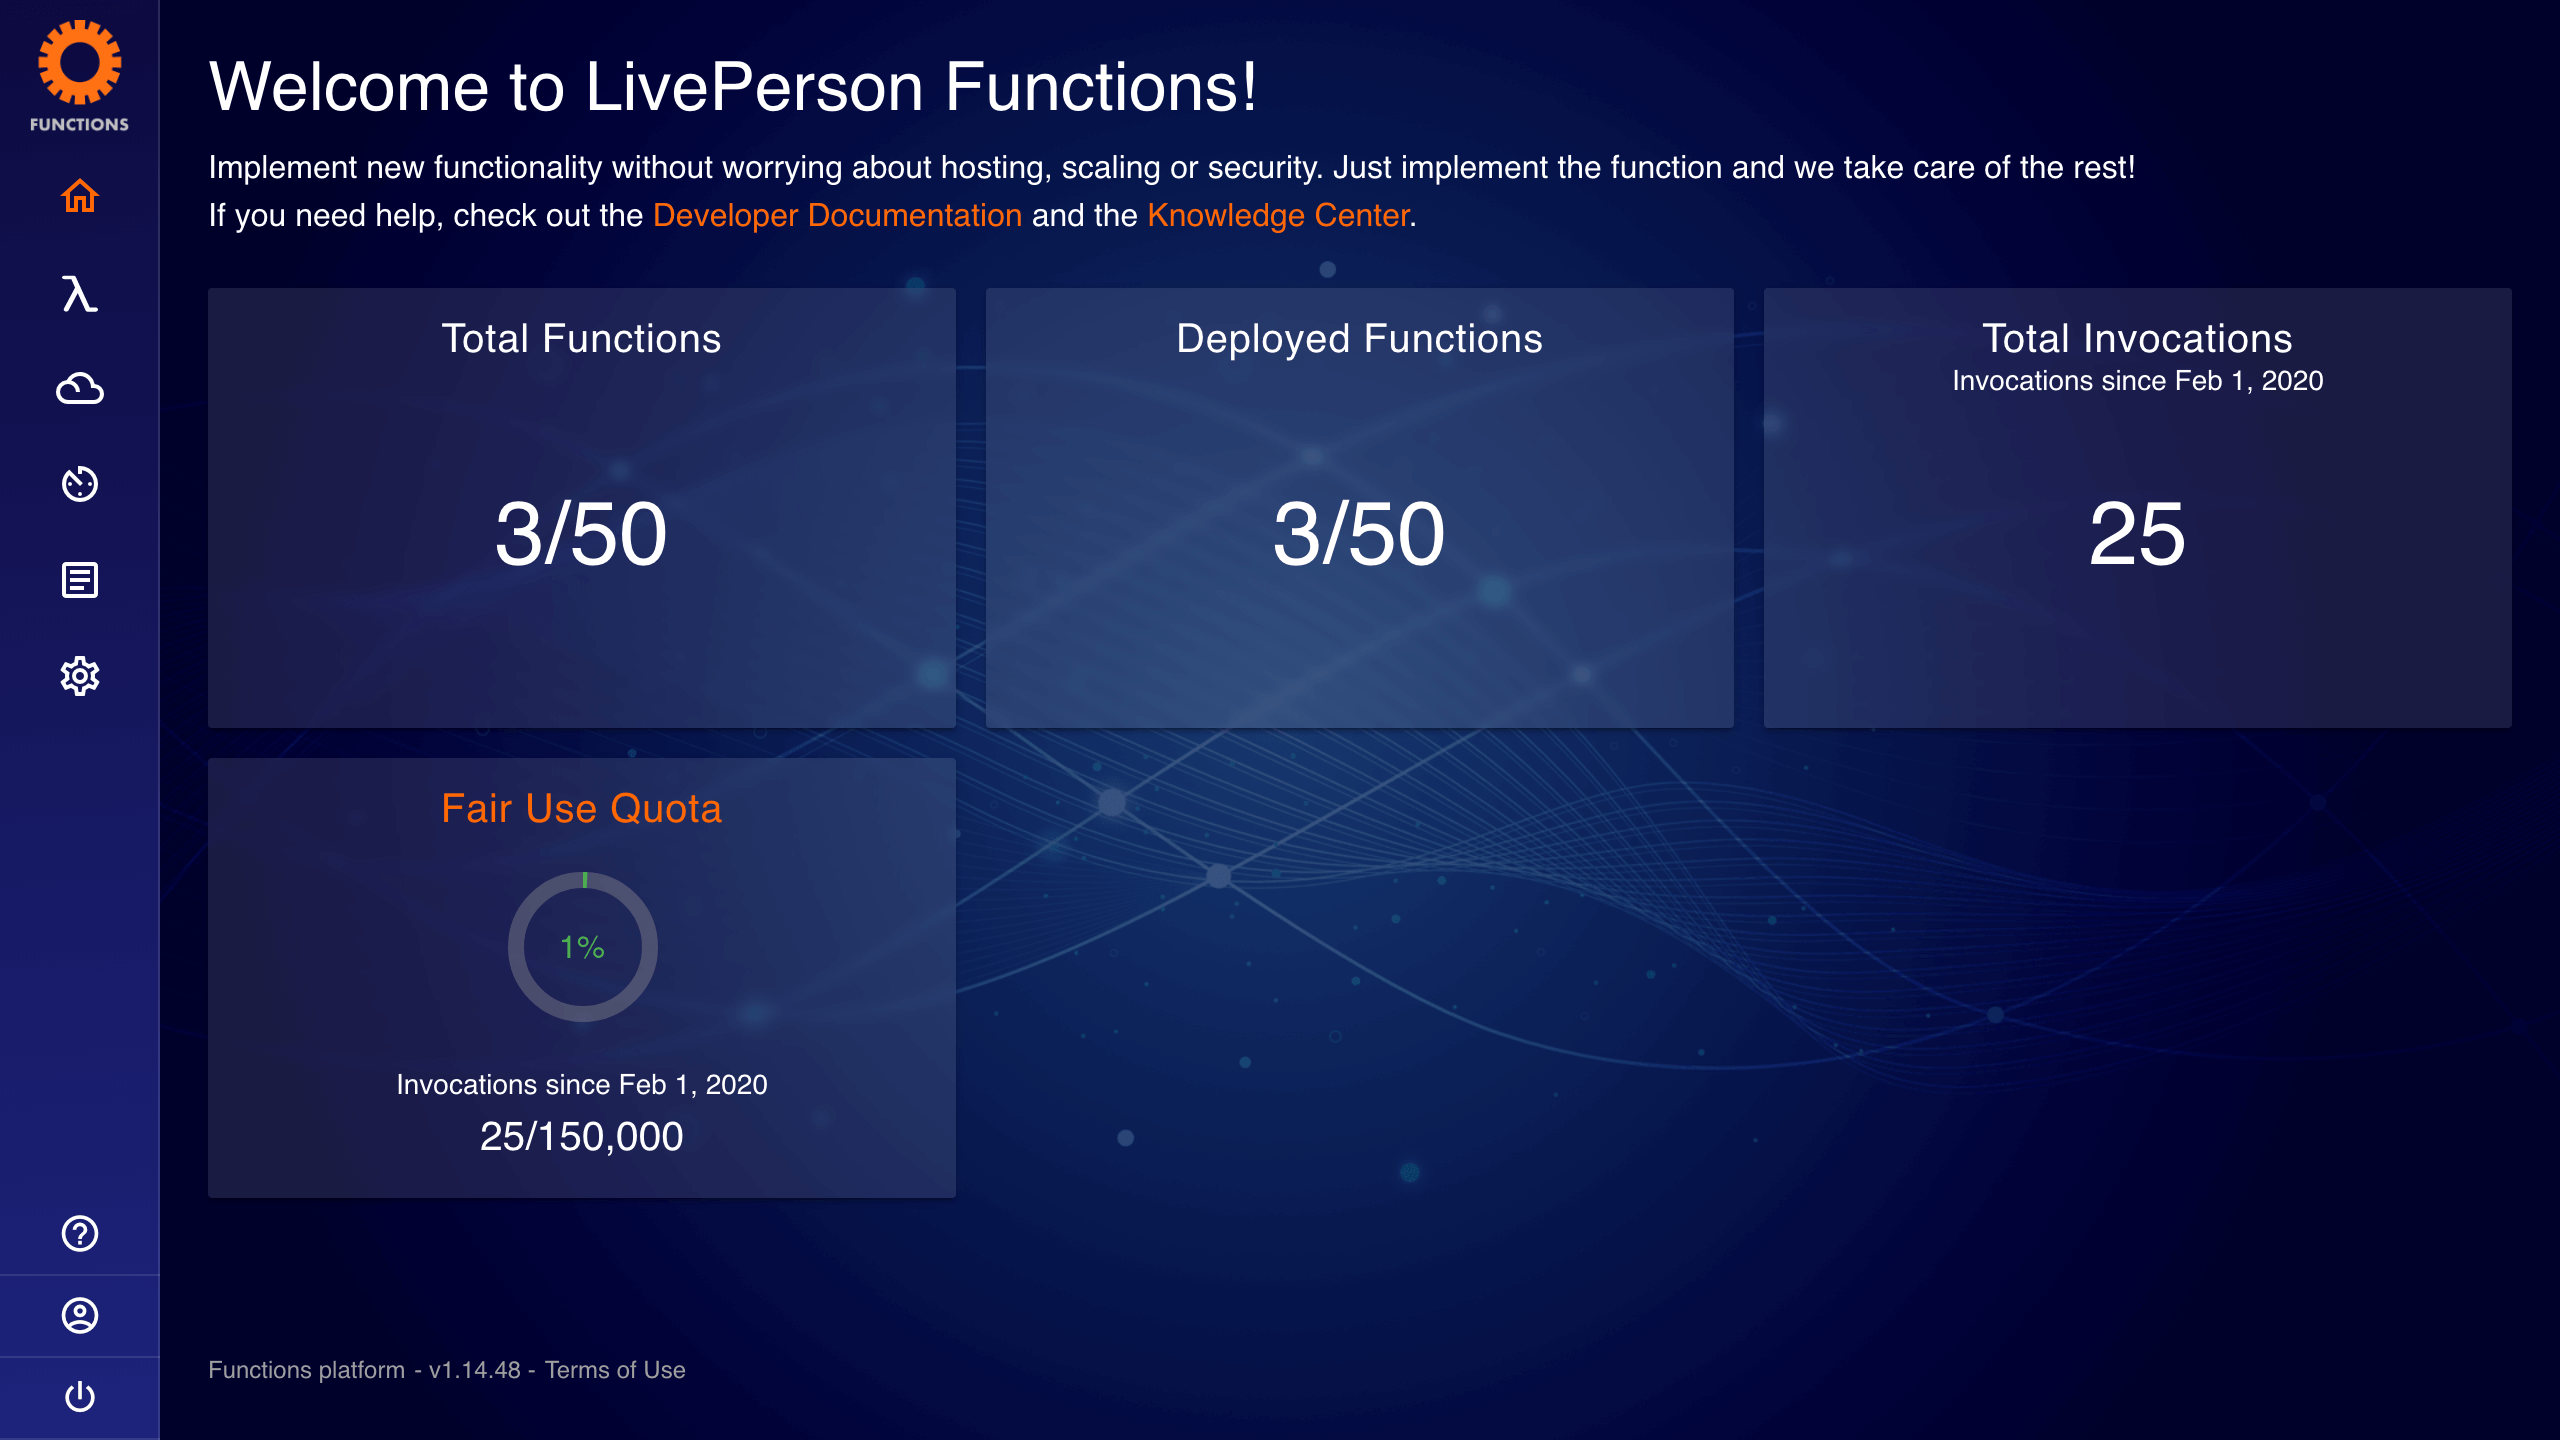 FUNCTIONS
Welcome to LivePerson Functions!
Implement new functionality without worrying about hosting, scaling or security. Just implement the function and we take care of the rest!
If you need help, check out the Developer Documentation and the Knowledge Center.
Total Functions
3/50
Deployed Functions
3/50
Total Invocations
Invocations since Feb 1, 2020
25
Fair Use Quota
1%
Invocations since Feb 1, 2020
25/150,000
Functions platform - v1.14.48 - Terms of Use